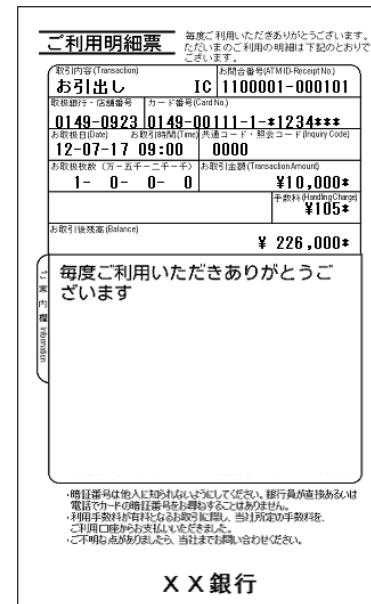 ご利用明細票
毎度ご利用いただきありがとうございます。
ただいまのご利用の明細は下記のとおりで
ございます。
取引内容(Transaction) お問合番号(ATM ID-Receipt No.)
お引出し IC 1100001-000101
取扱銀行・店舗番号 カード番号(Card No.)
0149-0923 0149-00111-1-*1234***
お取扱日(Date) お取引時間(Time) 共通コード・照会コード(Inquiry Code)
12-07-17 09:00 0000
お取扱枚数 (万−五千−二千−千) お取引金額(Transaction Amount)
1- 0- 0- 0 ¥10,000*
手数料(Handling Charge)
¥105*
お取引後残高(Balance)
¥ 226,000*
ご案内欄 Information
毎度ご利用いただきありがとうご
ざいます
・暗証番号は他人に知られないようにしてください。銀行員が直接あるいは
電話でカードの暗証番号をお尋ねすることはありません。
・利用手数料が有料となるお取引に際し、当社所定の手数料を、
ご利用口座からお支払いいただきました。
・ご不明な点がありましたら、当社までお問い合わせください。
XX銀行